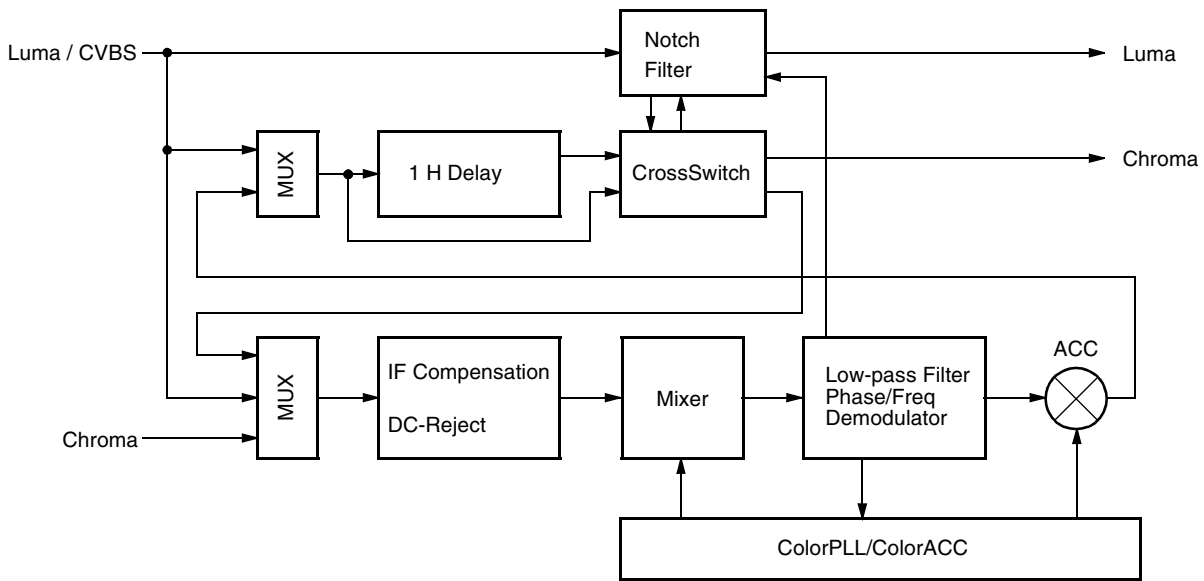 Notch
Filter
Luma / CVBS
Luma
MUX
1 H Delay
CrossSwitch
Chroma
ACC
MUX
IF Compensation
DC-Reject
Mixer
Low-pass Filter
Phase/Freq
Demodulator
Chroma
ColorPLL/ColorACC